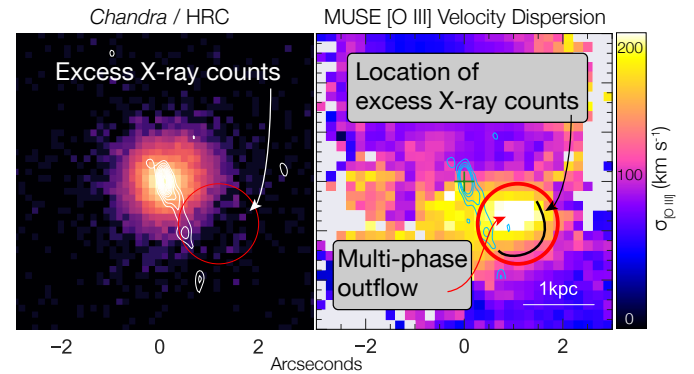 Chandra / HRC
MUSE [O III] Velocity Dispersion
Excess X-ray counts
Location of
excess X-ray counts
Multi-phase
outflow
1kpc
200
100
0
σ[O III] (km s⁻¹)
−2 0 2
−2 0 2
Arcseconds